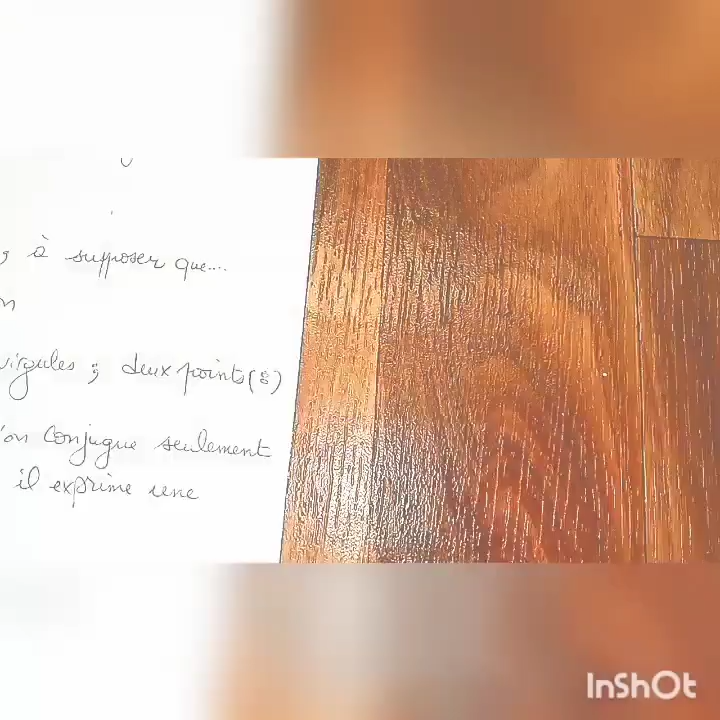 , à supposer que....
virgules ; deux points(:)
'on conjugue seulement
il exprime une
InShOt